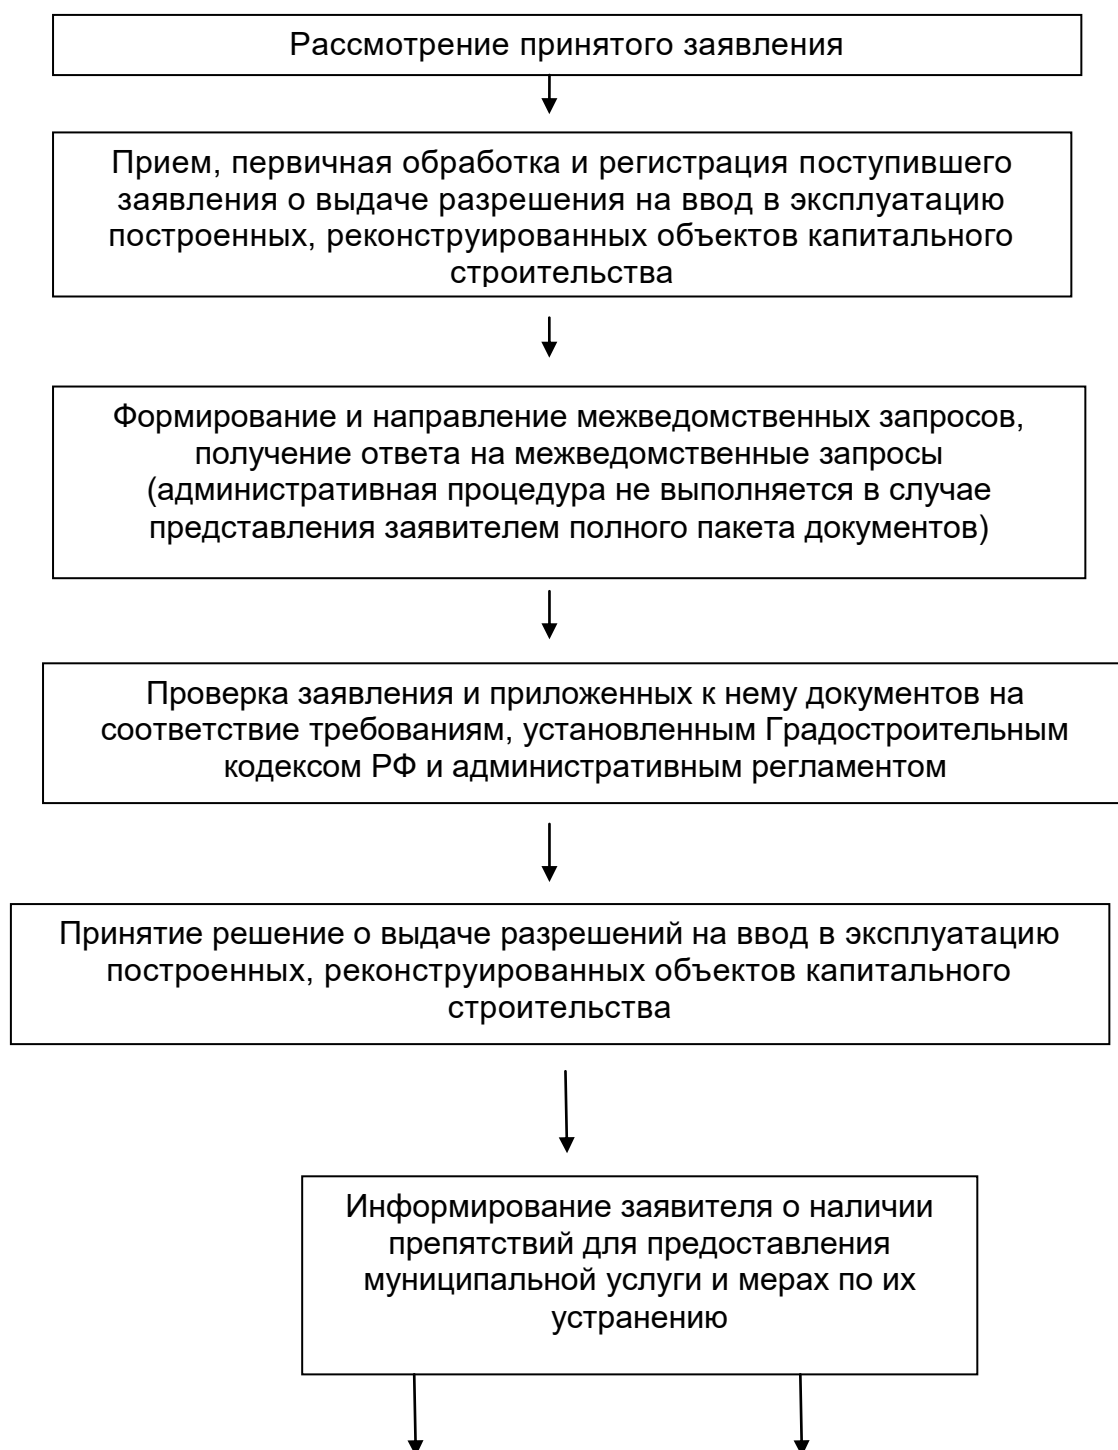 Рассмотрение принятого заявления
Прием, первичная обработка и регистрация поступившего
заявления о выдаче разрешения на ввод в эксплуатацию
построенных, реконструированных объектов капитального
строительства
Формирование и направление межведомственных запросов,
получение ответа на межведомственные запросы
(административная процедура не выполняется в случае
представления заявителем полного пакета документов)
Проверка заявления и приложенных к нему документов на
соответствие требованиям, установленным Градостроительным
кодексом РФ и административным регламентом
Принятие решение о выдаче разрешений на ввод в эксплуатацию
построенных, реконструированных объектов капитального
строительства
Информирование заявителя о наличии
препятствий для предоставления
муниципальной услуги и мерах по их
устранению